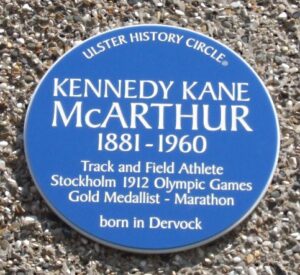 ULSTER HISTORY CIRCLE®
KENNEDY KANE
McARTHUR
1881-1960
Track and Field Athlete
Stockholm 1912 Olympic Games
Gold Medallist - Marathon
born in Dervock